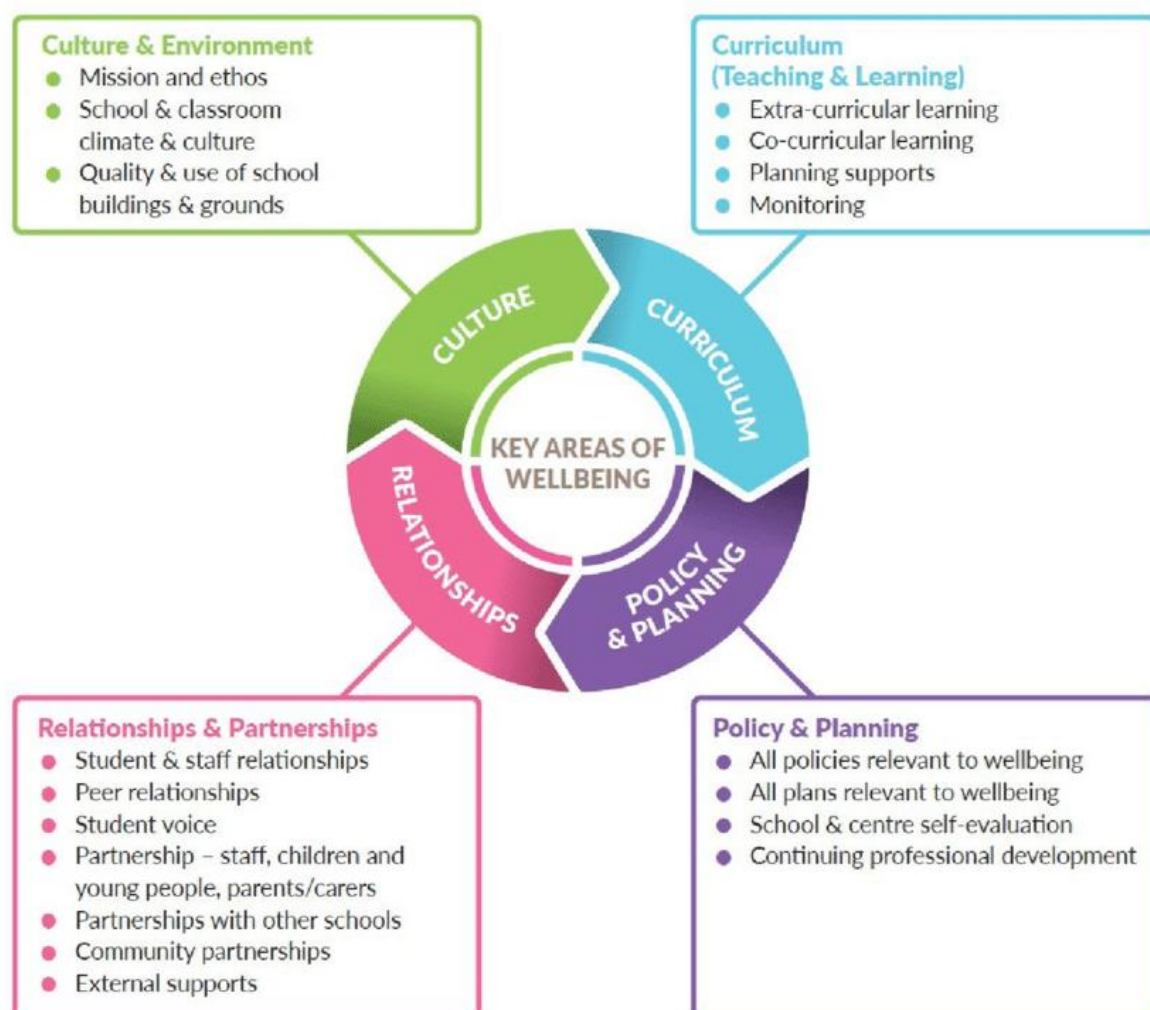 Culture & Environment
Mission and ethos
School & classroom
climate & culture
Quality & use of school
buildings & grounds
Curriculum
(Teaching & Learning)
Extra-curricular learning
Co-curricular learning
Planning supports
Monitoring
CULTURE
CURRICULUM
KEY AREAS OF
WELLBEING
RELATIONSHIPS
POLICY
& PLANNING
Relationships & Partnerships
Student & staff relationships
Peer relationships
Student voice
Partnership – staff, children and
young people, parents/carers
Partnerships with other schools
Community partnerships
External supports
Policy & Planning
All policies relevant to wellbeing
All plans relevant to wellbeing
School & centre self-evaluation
Continuing professional development